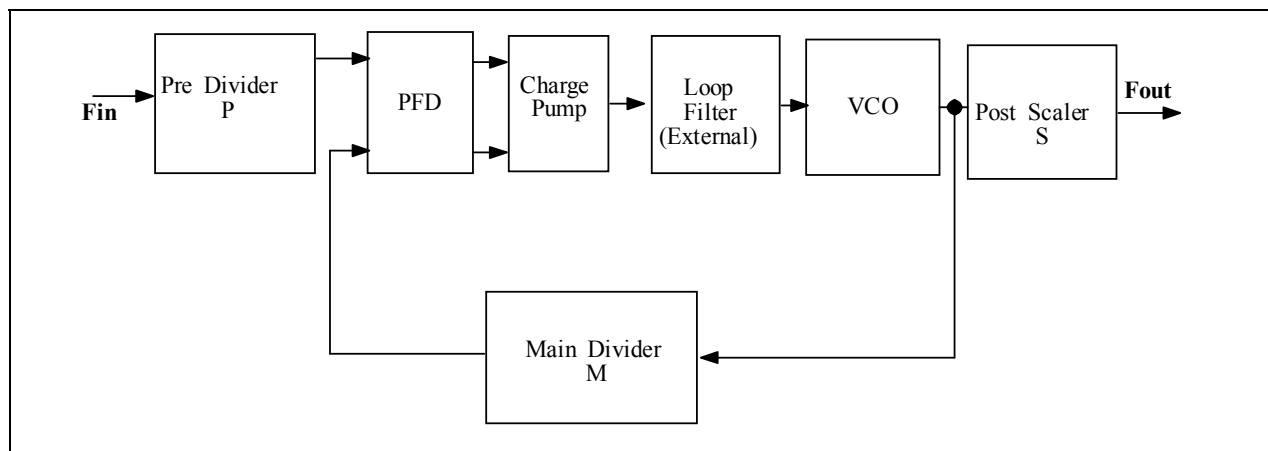 Fin
Pre Divider
P
PFD
Charge
Pump
Loop
Filter
(External)
VCO
Post Scaler
S
Fout
Main Divider
M